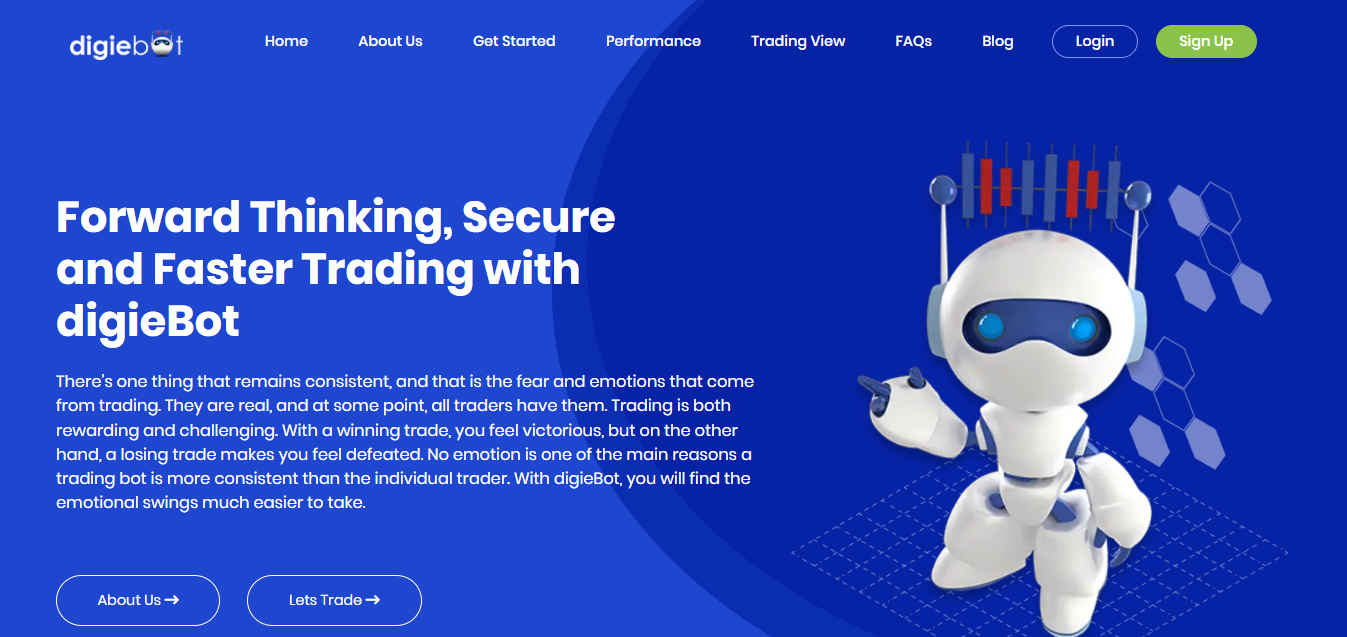 digiebot
Home
About Us
Get Started
Performance
Trading View
FAQs
Blog
Login
Sign Up
Forward Thinking, Secure
and Faster Trading with
digieBot
There's one thing that remains consistent, and that is the fear and emotions that come
from trading. They are real, and at some point, all traders have them. Trading is both
rewarding and challenging. With a winning trade, you feel victorious, but on the other
hand, a losing trade makes you feel defeated. No emotion is one of the main reasons a
trading bot is more consistent than the individual trader. With digieBot, you will find the
emotional swings much easier to take.
About Us →
Lets Trade →